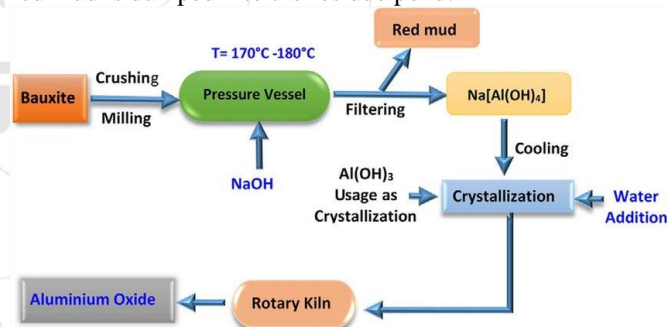 Red mud
T= 170°C -180°C
Crushing
Bauxite
Pressure Vessel
Na[Al(OH)₄]
Milling
Filtering
Cooling
NaOH
Al(OH)₃
Usage as
Crystallization
Crystallization
Water
Addition
Aluminium Oxide
Rotary Kiln